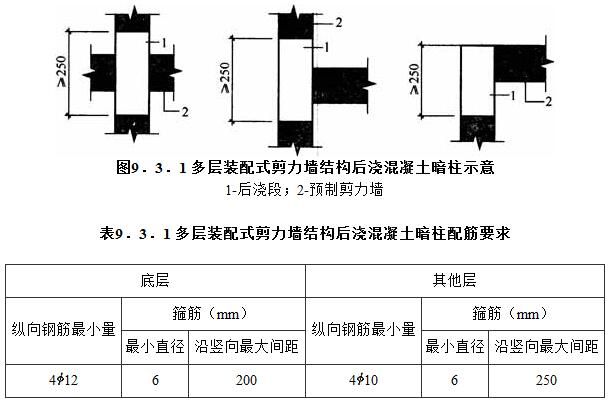 1
2
≥250
1
2
≥250
1
2
≥250
图9.3.1多层装配式剪力墙结构后浇混凝土暗柱示意
1-后浇段；2-预制剪力墙
表9.3.1多层装配式剪力墙结构后浇混凝土暗柱配筋要求
底层 其他层
纵向钢筋最小量 箍筋（mm） 纵向钢筋最小量 箍筋（mm）
最小直径 沿竖向最大间距 最小直径 沿竖向最大间距
4ϕ12 6 200 4ϕ10 6 250